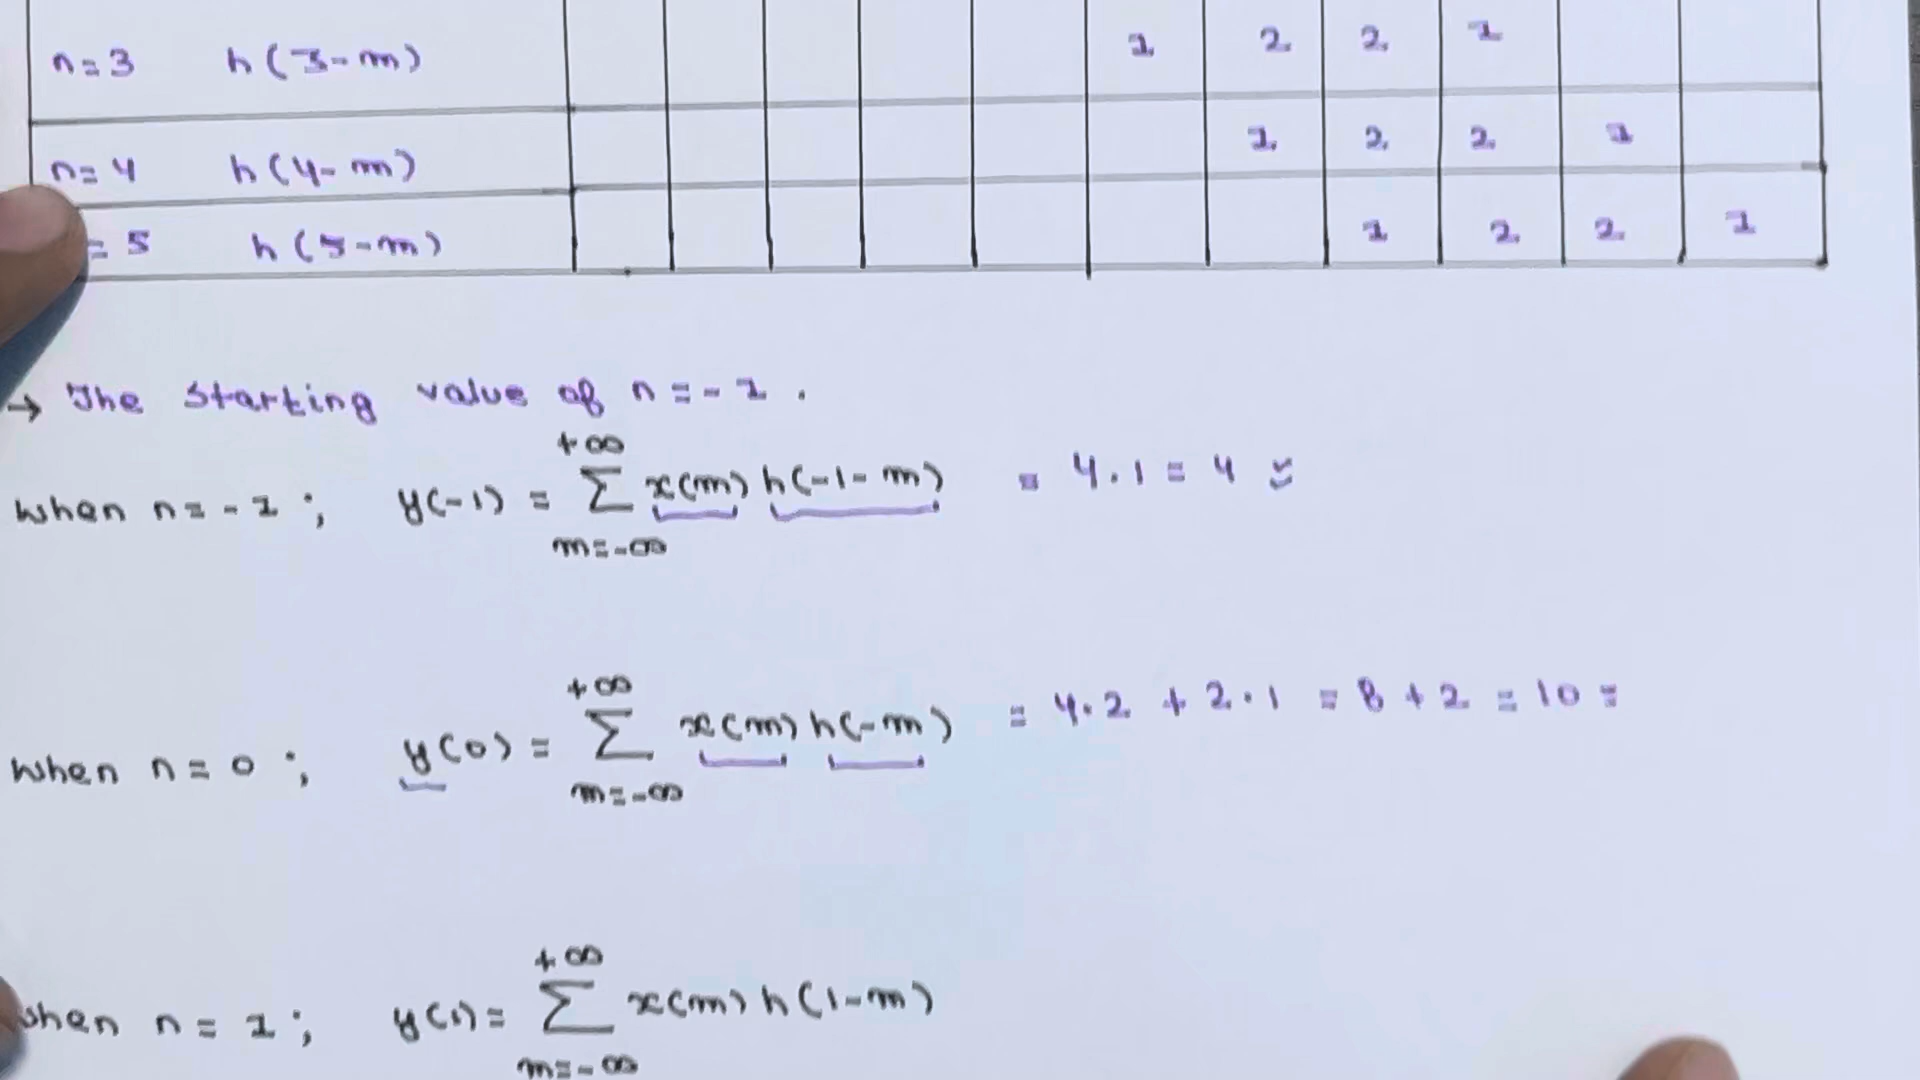 n=3 h(3-m) 1 2 2 1
n=4 h(4-m) 1 2 2 1
=5 h(5-m) 1 2 2 1
→ The starting value of n=-1.
+∞
when n=-1; y(-1) = Σ x(m) h(-1-m) = 4.1 = 4
m=-∞
+∞
when n=0; y(0) = Σ x(m) h(-m) = 4.2 + 2.1 = 8+2 = 10
m=-∞
+∞
when n=1; y(1) = Σ x(m) h(1-m)
m=-∞